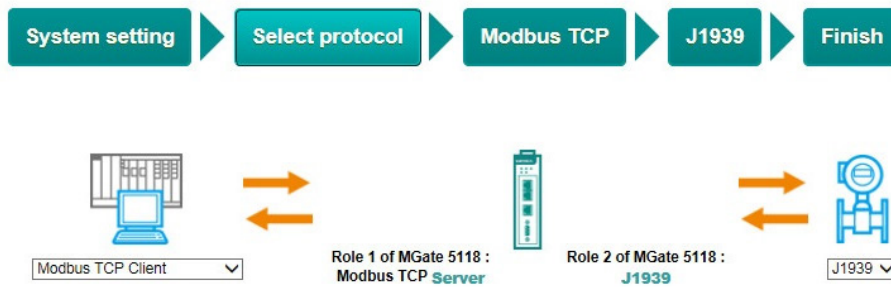 System setting
Select protocol
Modbus TCP
J1939
Finish
Modbus TCP Client
Role 1 of MGate 5118 :
Modbus TCP Server
Role 2 of MGate 5118 :
J1939
J1939